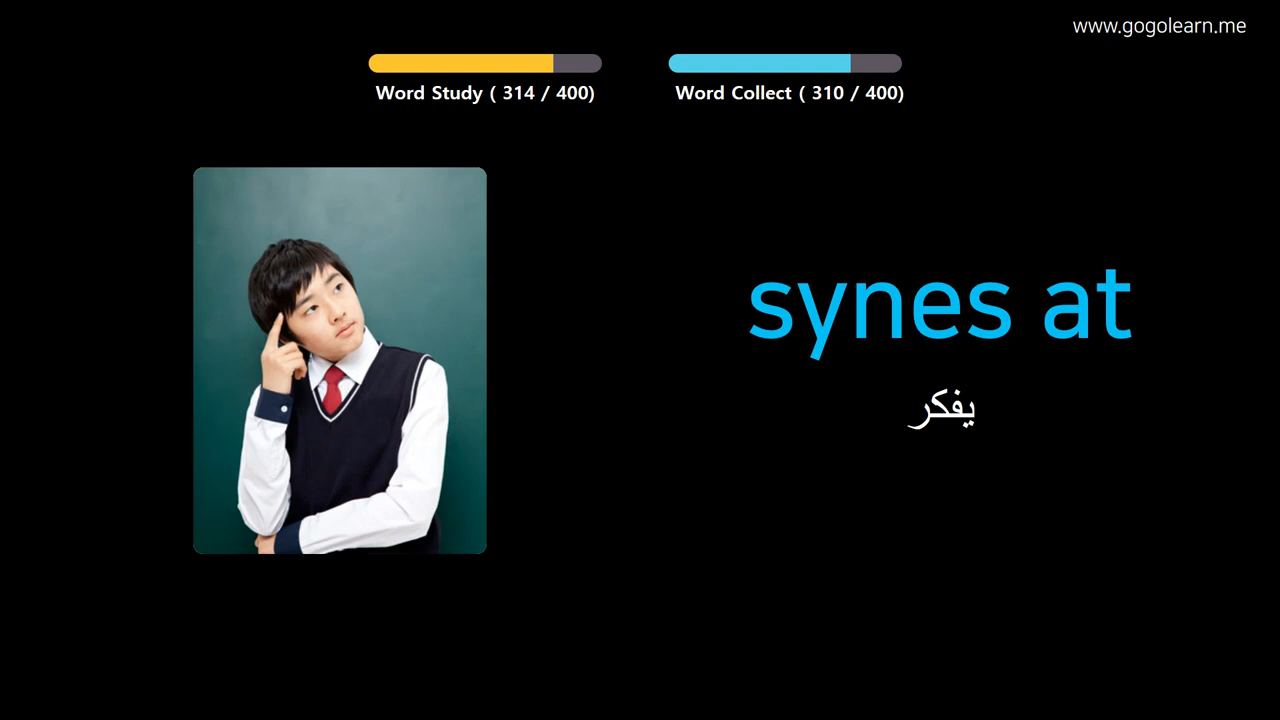 www.gogolearn.me
Word Study ( 314 / 400)
Word Collect ( 310 / 400)
synes at
يفكر